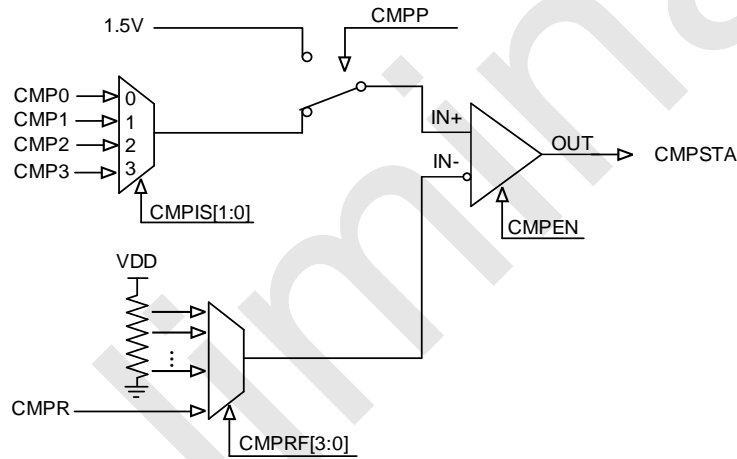 1.5V
CMPP
CMP0
CMP1
CMP2
CMP3
0
1
2
3
IN+
IN-
OUT
CMPSTA
CMPIS[1:0]
CMPEN
VDD
...
CMPR
CMPRF[3:0]